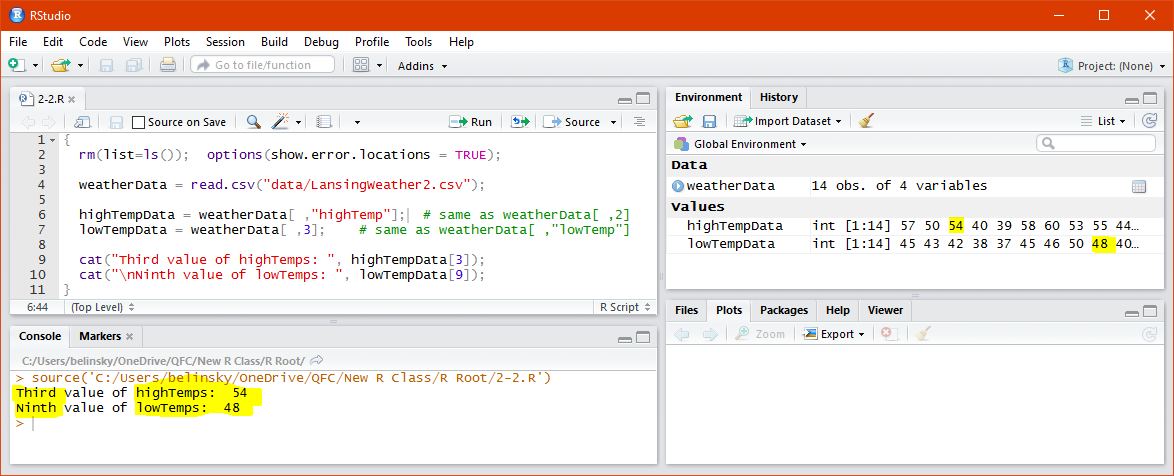 RStudio
File Edit Code View Plots Session Build Debug Profile Tools Help
Go to file/function Addins Project: (None)
2-2.R
Source on Save Run Source
1 {
2 rm(list=ls()); options(show.error.locations = TRUE);
3
4 weatherData = read.csv("data/LansingWeather2.csv");
5
6 highTempData = weatherData[ ,"highTemp"]; # same as weatherData[ ,2]
7 lowTempData = weatherData[ ,3]; # same as weatherData[ ,"lowTemp"]
8
9 cat("Third value of highTemps: ", highTempData[3]);
10 cat("\nNinth value of lowTemps: ", lowTempData[9]);
11 }
6:44 (Top Level) R Script
Console Markers
C:/Users/belinsky/OneDrive/QFC/New R Class/R Root/
> source('C:/Users/belinsky/OneDrive/QFC/New R Class/R Root/2-2.R')
Third value of highTemps: 54
Ninth value of lowTemps: 48
>
Environment History
Import Dataset List
Global Environment
Data
weatherData 14 obs. of 4 variables
Values
highTempData int [1:14] 57 50 54 40 39 58 60 53 55 44...
lowTempData int [1:14] 45 43 42 38 37 45 46 50 48 40...
Files Plots Packages Help Viewer
Zoom Export